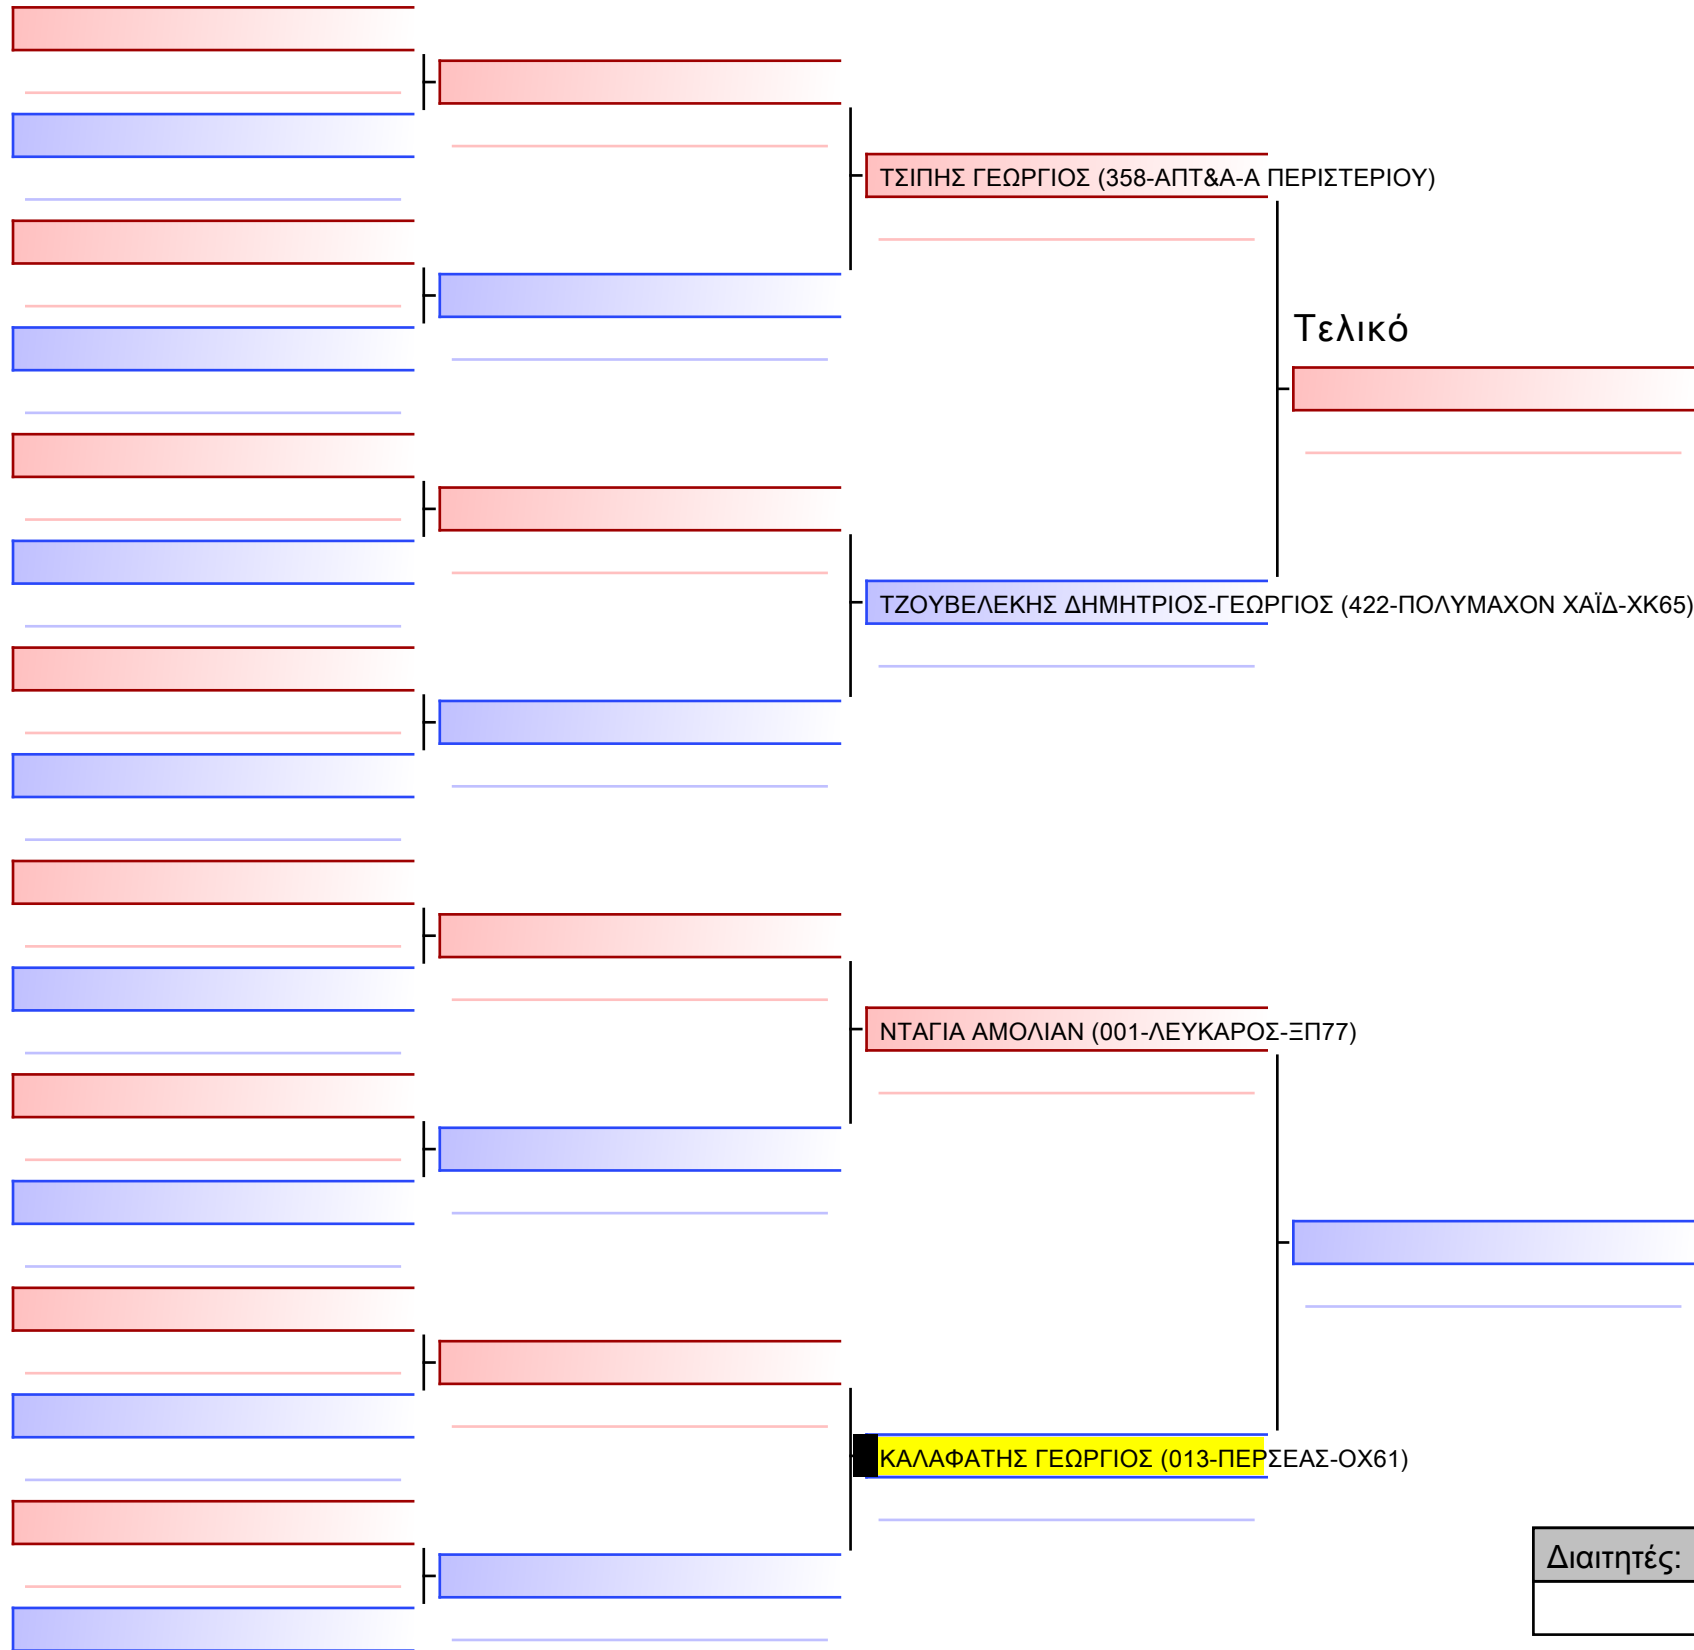 ΤΣΙΠΗΣ ΓΕΩΡΓΙΟΣ (358-ΑΠΤ&Α-Α ΠΕΡΙΣΤΕΡΙΟΥ)
Τελικό
ΤΖΟΥΒΕΛΕΚΗΣ ΔΗΜΗΤΡΙΟΣ-ΓΕΩΡΓΙΟΣ (422-ΠΟΛΥΜΑΧΟΝ ΧΑΪΔ-ΧΚ65)
ΝΤΑΓΙΑ ΑΜΟΛΙΑΝ (001-ΛΕΥΚΑΡΟΣ-ΞΠ77)
ΚΑΛΑΦΑΤΗΣ ΓΕΩΡΓΙΟΣ (013-ΠΕΡΣΕΑΣ-ΟΧ61)
Διαιτητές: